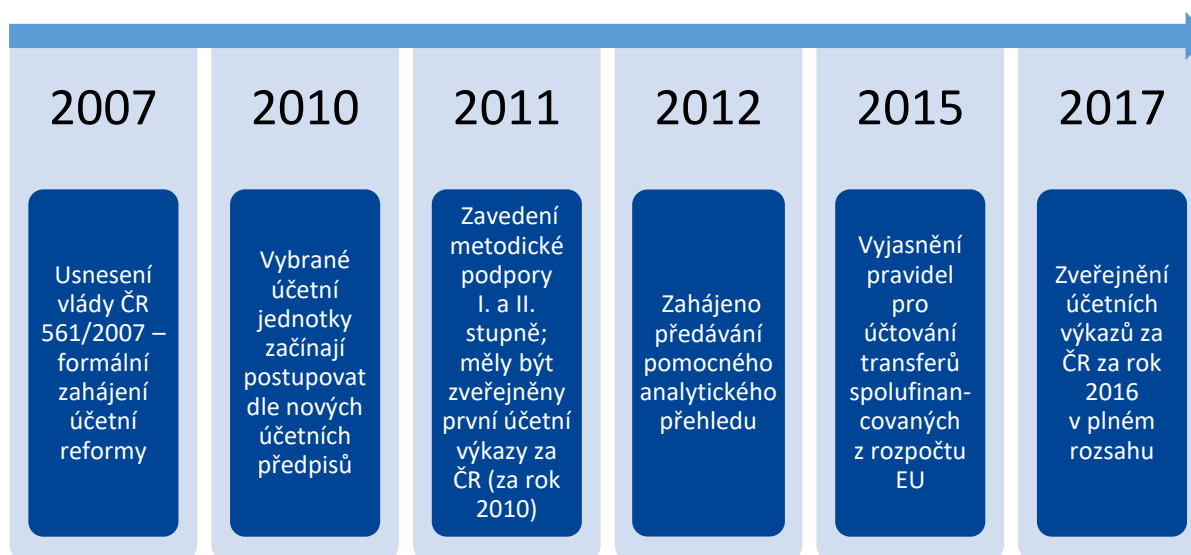 2007
Usnesení
vlády ČR
561/2007 –
formální
zahájení
účetní
reformy
2010
Vybrané
účetní
jednotky
začínají
postupovat
dle nových
účetních
předpisů
2011
Zavedení
metodické
podpory
I. a II.
stupně;
měly být
zveřejněny
první účetní
výkazy za
ČR (za rok
2010)
2012
Zahájeno
předávání
pomocného
analytického
přehledu
2015
Vyjasnění
pravidel
pro
účtování
transferů
spolufinan-
covaných
z rozpočtu
EU
2017
Zveřejnění
účetních
výkazů za
ČR za rok
2016
v plném
rozsahu